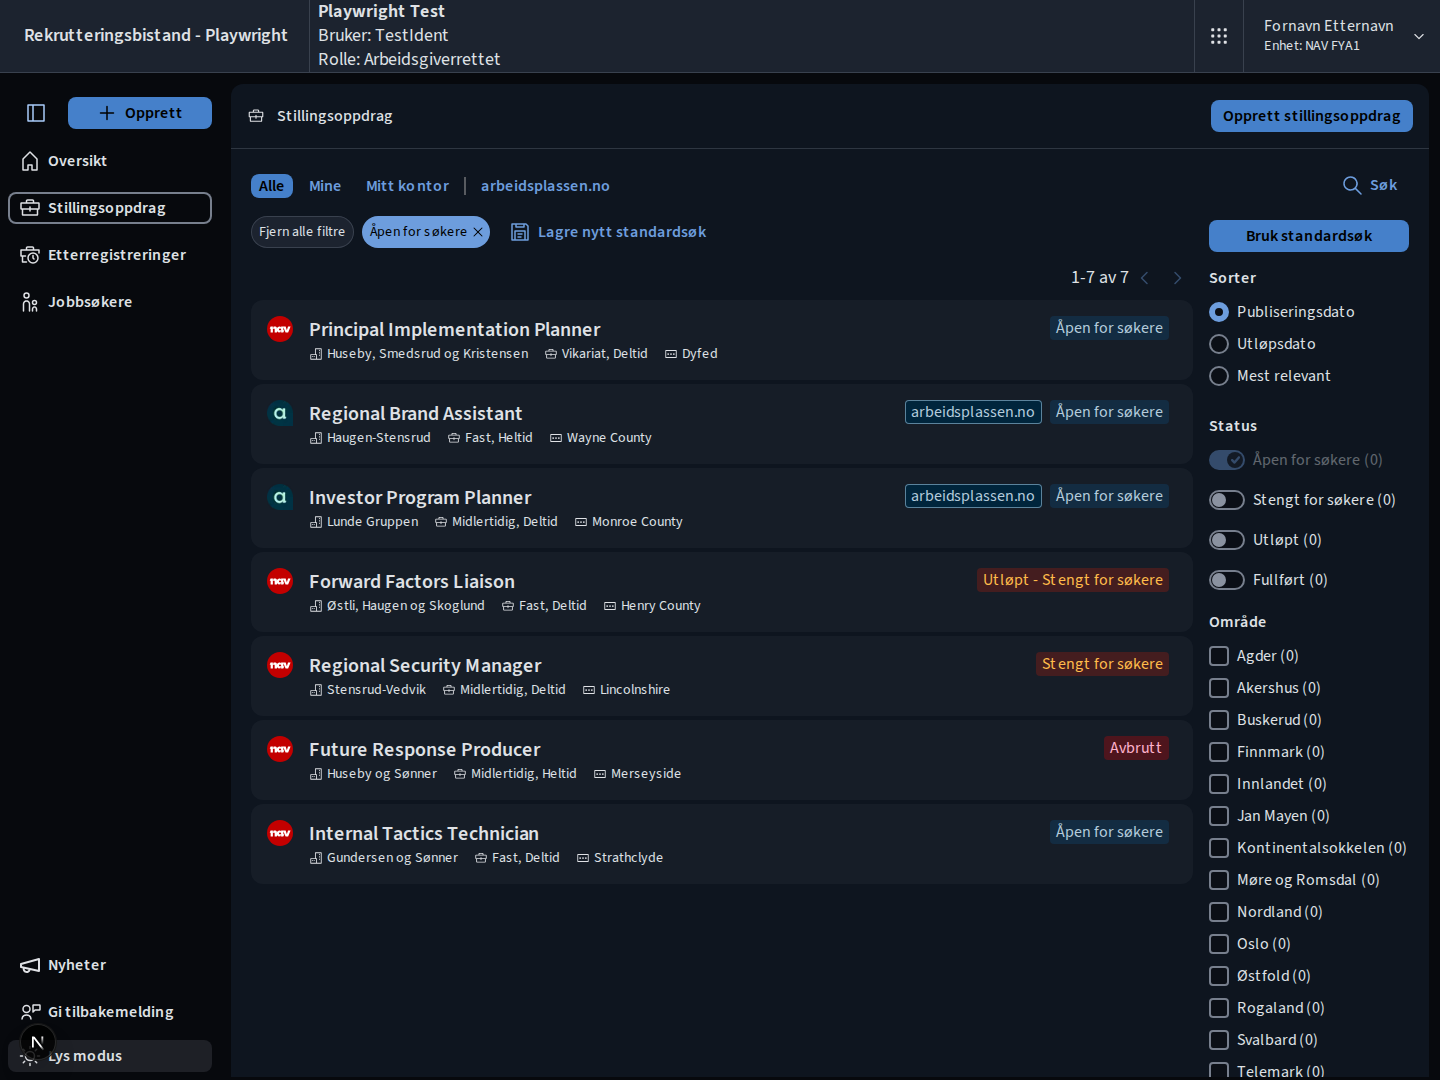 Rekrutteringsbistand - Playwright
Playwright Test
Bruker: TestIdent
Rolle: Arbeidsgiverrettet
Fornavn Etternavn
Enhet: NAV FYA1
Opprett
Oversikt
Stillingsoppdrag
Etterregistreringer
Jobbsøkere
Nyheter
Gi tilbakemelding
N
Lys modus
Stillingsoppdrag
Opprett stillingsoppdrag
Alle
Mine
Mitt kontor
arbeidsplassen.no
Søk
Fjern alle filtre
Åpen for søkere
Lagre nytt standardsøk
1-7 av 7
nav
Principal Implementation Planner
Åpen for søkere
Huseby, Smedsrud og Kristensen
Vikariat, Deltid
Dyfed
a
Regional Brand Assistant
arbeidsplassen.no
Åpen for søkere
Haugen-Stensrud
Fast, Heltid
Wayne County
a
Investor Program Planner
arbeidsplassen.no
Åpen for søkere
Lunde Gruppen
Midlertidig, Deltid
Monroe County
nav
Forward Factors Liaison
Utløpt - Stengt for søkere
Østli, Haugen og Skoglund
Fast, Deltid
Henry County
nav
Regional Security Manager
Stengt for søkere
Stensrud-Vedvik
Midlertidig, Deltid
Lincolnshire
nav
Future Response Producer
Avbrutt
Huseby og Sønner
Midlertidig, Heltid
Merseyside
nav
Internal Tactics Technician
Åpen for søkere
Gundersen og Sønner
Fast, Deltid
Strathclyde
Bruk standardsøk
Sorter
Publiseringsdato
Utløpsdato
Mest relevant
Status
Åpen for søkere (0)
Stengt for søkere (0)
Utløpt (0)
Fullført (0)
Område
Agder (0)
Akershus (0)
Buskerud (0)
Finnmark (0)
Innlandet (0)
Jan Mayen (0)
Kontinentalsokkelen (0)
Møre og Romsdal (0)
Nordland (0)
Oslo (0)
Østfold (0)
Rogaland (0)
Svalbard (0)
Telemark (0)